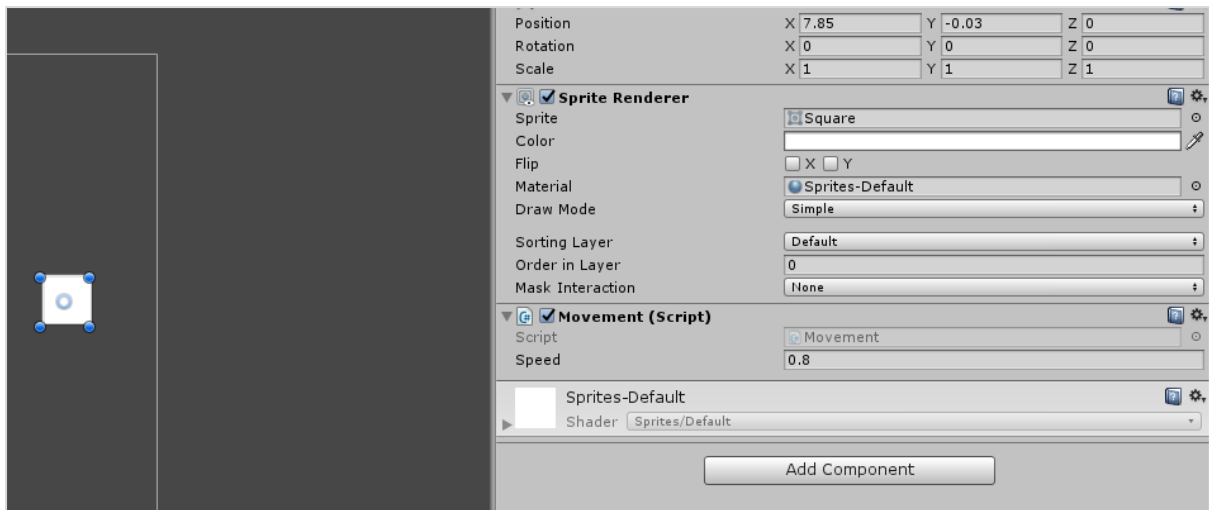 Position X 7.85 Y -0.03 Z 0
Rotation X 0 Y 0 Z 0
Scale X 1 Y 1 Z 1
Sprite Renderer
Sprite Square
Color
Flip X Y
Material Sprites-Default
Draw Mode Simple
Sorting Layer Default
Order in Layer 0
Mask Interaction None
Movement (Script)
Script Movement
Speed 0.8
Sprites-Default
Shader Sprites/Default
Add Component